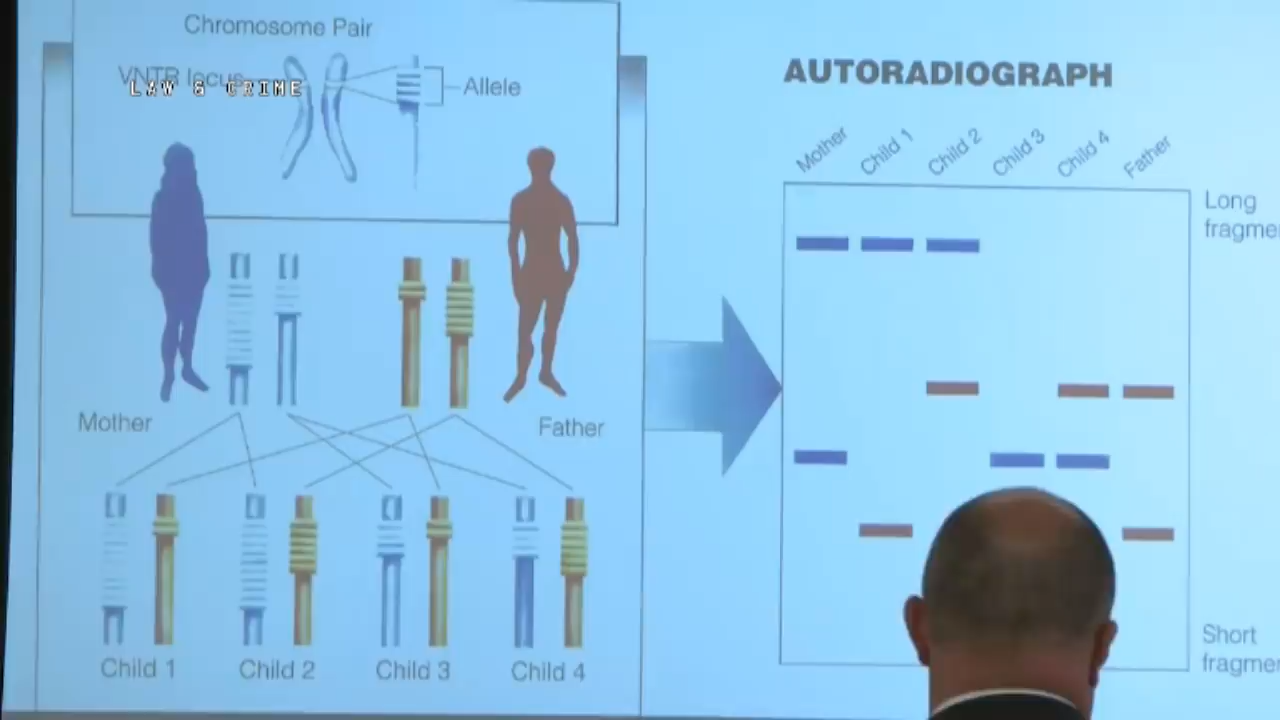 Chromosome Pair
VNTR locus
LAW & CRIME
Allele
Mother
Father
Child 1
Child 2
Child 3
Child 4
AUTORADIOGRAPH
Mother
Child 1
Child 2
Child 3
Child 4
Father
Long
fragme
Short
fragme